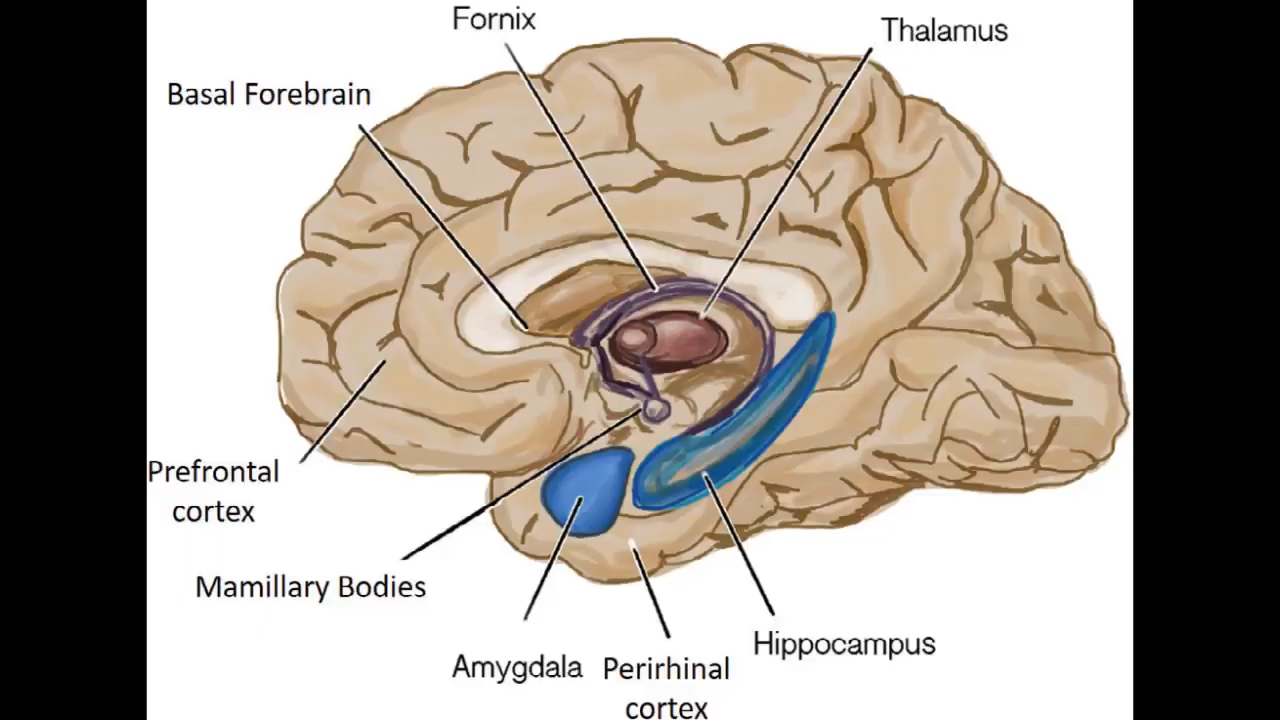 Fornix
Thalamus
Basal Forebrain
Prefrontal
cortex
Mamillary Bodies
Amygdala
Perirhinal
cortex
Hippocampus